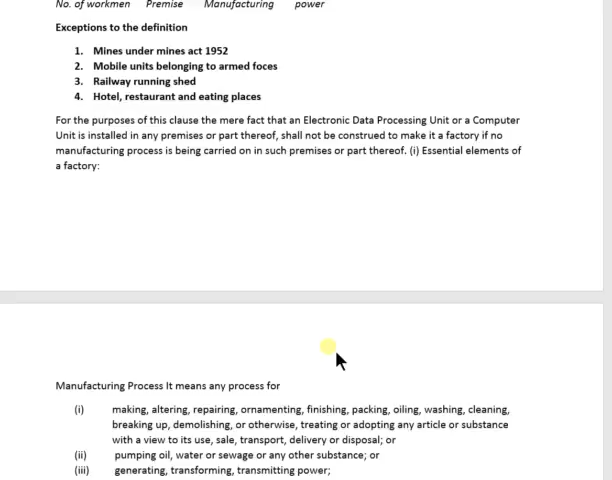 No. of workmen Premise Manufacturing power
Exceptions to the definition
1. Mines under mines act 1952
2. Mobile units belonging to armed foces
3. Railway running shed
4. Hotel, restaurant and eating places
For the purposes of this clause the mere fact that an Electronic Data Processing Unit or a Computer
Unit is installed in any premises or part thereof, shall not be construed to make it a factory if no
manufacturing process is being carried on in such premises or part thereof. (i) Essential elements of
a factory:
Manufacturing Process It means any process for
(i) making, altering, repairing, ornamenting, finishing, packing, oiling, washing, cleaning,
breaking up, demolishing, or otherwise, treating or adopting any article or substance
with a view to its use, sale, transport, delivery or disposal; or
(ii) pumping oil, water or sewage or any other substance; or
(iii) generating, transforming, transmitting power;